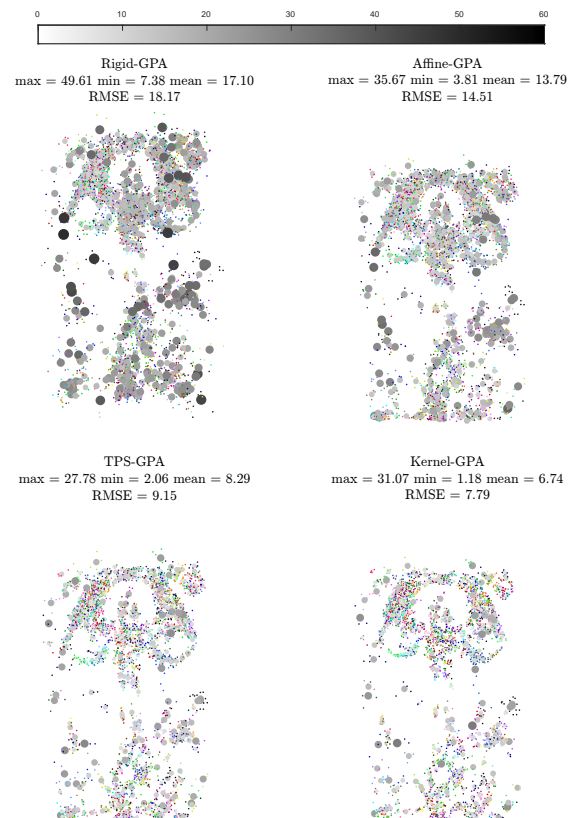 0 10 20 30 40 50 60
Rigid-GPA
max = 49.61 min = 7.38 mean = 17.10
RMSE = 18.17
Affine-GPA
max = 35.67 min = 3.81 mean = 13.79
RMSE = 14.51
TPS-GPA
max = 27.78 min = 2.06 mean = 8.29
RMSE = 9.15
Kernel-GPA
max = 31.07 min = 1.18 mean = 6.74
RMSE = 7.79